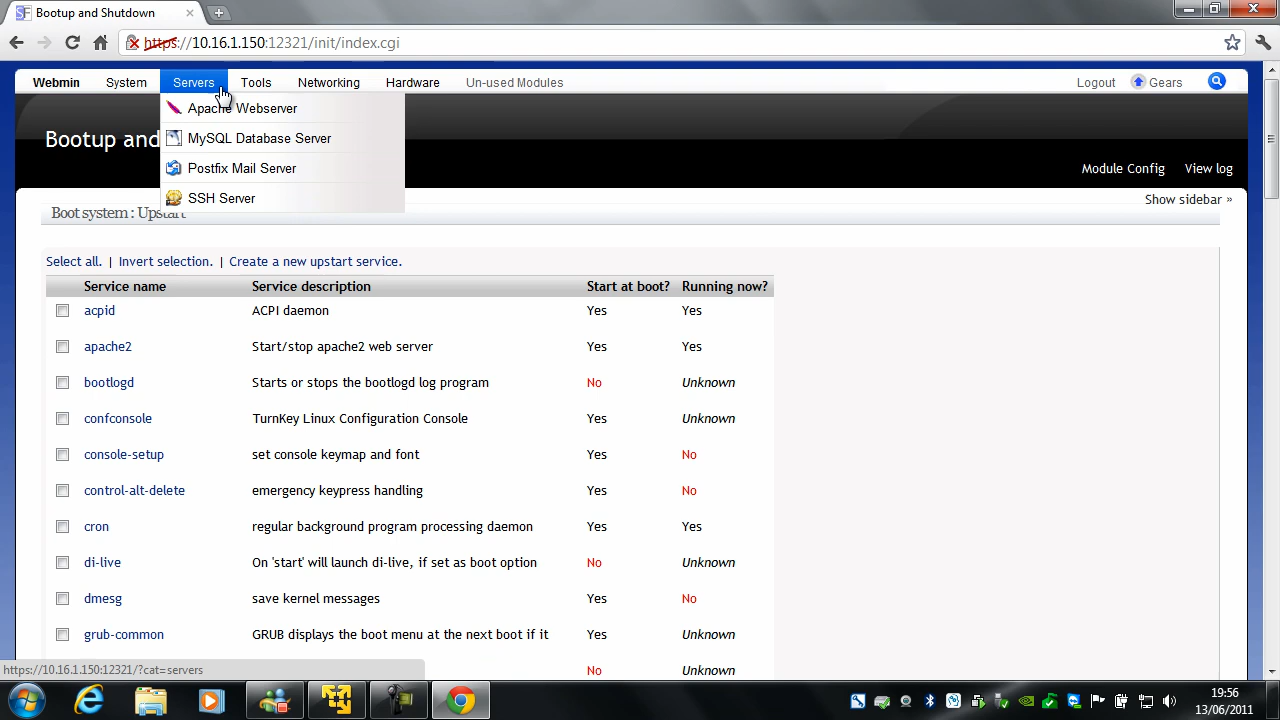 Bootup and Shutdown
https://10.16.1.150:12321/init/index.cgi
Webmin System Servers Tools Networking Hardware Un-used Modules Logout Gears
Apache Webserver
MySQL Database Server
Postfix Mail Server
SSH Server
Bootup and
Module Config View log
Show sidebar »
Boot system : Upstart
Select all. | Invert selection. | Create a new upstart service.
Service name Service description Start at boot? Running now?
acpid ACPI daemon Yes Yes
apache2 Start/stop apache2 web server Yes Yes
bootlogd Starts or stops the bootlogd log program No Unknown
confconsole TurnKey Linux Configuration Console Yes Unknown
console-setup set console keymap and font Yes No
control-alt-delete emergency keypress handling Yes No
cron regular background program processing daemon Yes Yes
di-live On 'start' will launch di-live, if set as boot option No Unknown
dmesg save kernel messages Yes No
grub-common GRUB displays the boot menu at the next boot if it Yes Unknown
No Unknown
https://10.16.1.150:12321/?cat=servers
19:56
13/06/2011